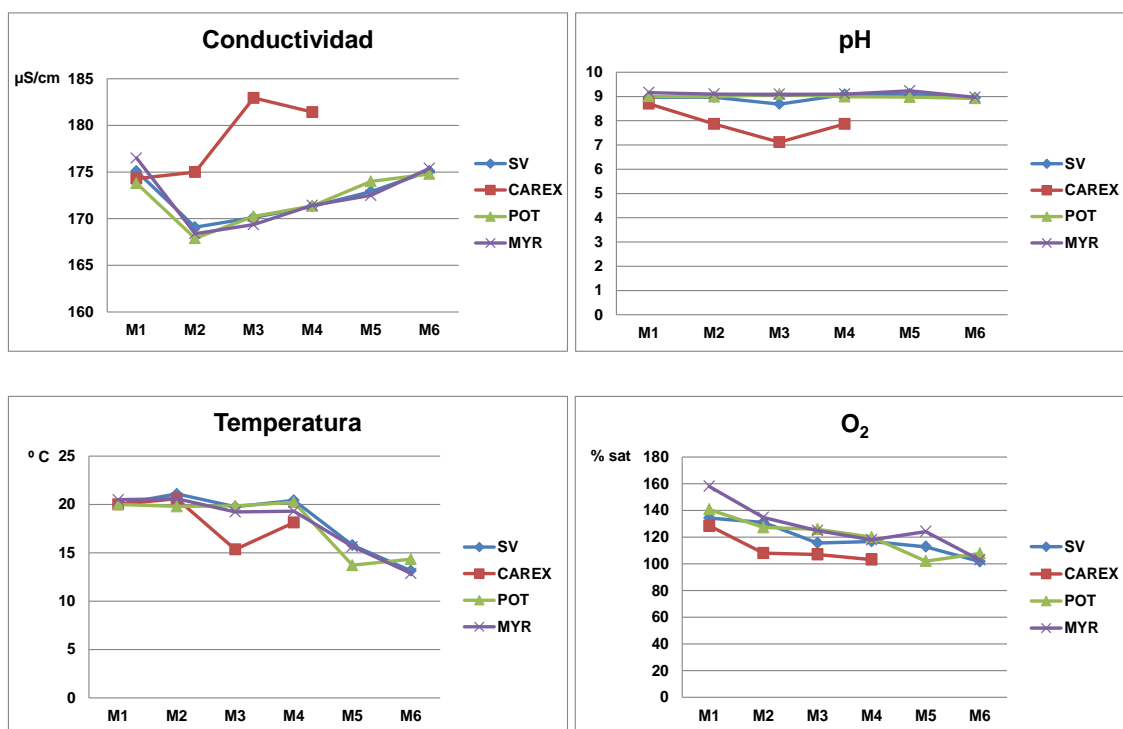 Conductividad
µS/cm
185
180
175
170
165
160
M1 M2 M3 M4 M5 M6
SV
CAREX
POT
MYR
pH
10
9
8
7
6
5
4
3
2
1
0
M1 M2 M3 M4 M5 M6
SV
CAREX
POT
MYR
Temperatura
º C
25
20
15
10
5
0
M1 M2 M3 M4 M5 M6
SV
CAREX
POT
MYR
O₂
% sat
180
160
140
120
100
80
60
40
20
0
M1 M2 M3 M4 M5 M6
SV
CAREX
POT
MYR